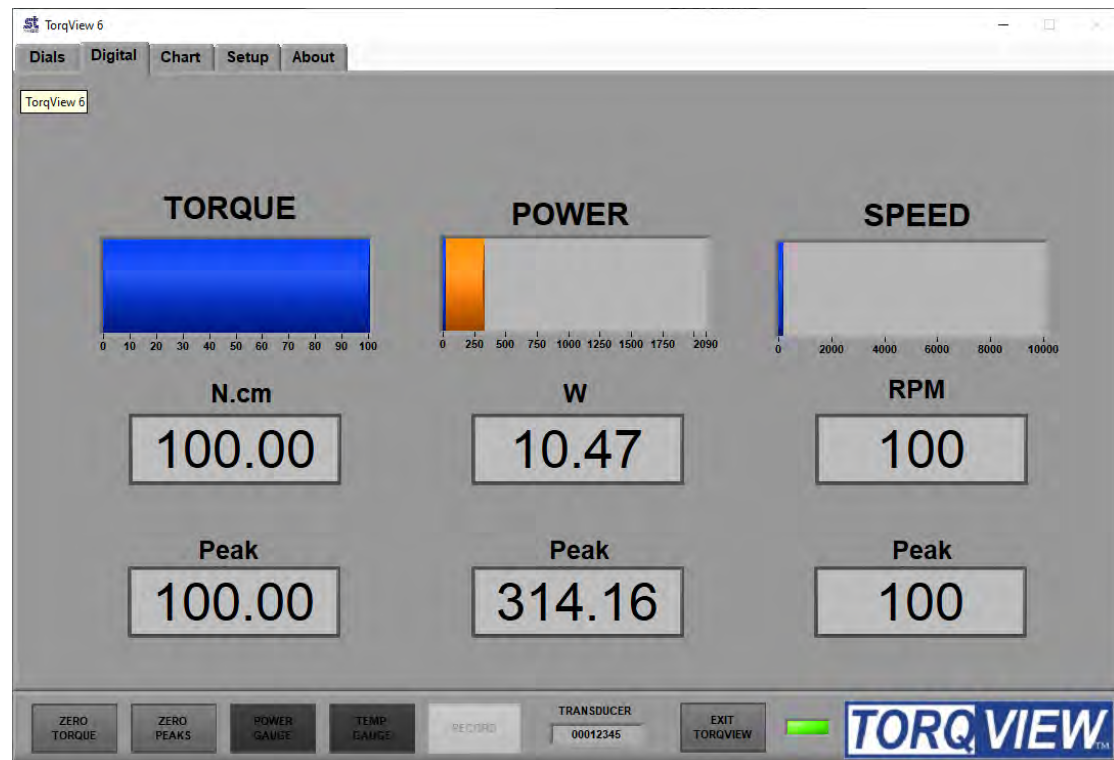 st TorqView 6
Dials Digital Chart Setup About
TorqView 6
TORQUE POWER SPEED
0 10 20 30 40 50 60 70 80 90 100
0 250 500 750 1000 1250 1500 1750 2090
0 2000 4000 6000 8000 10000
N.cm W RPM
100.00 10.47 100
Peak Peak Peak
100.00 314.16 100
ZERO TORQUE
ZERO PEAKS
POWER GAUGE
TEMP GAUGE
RECORD
TRANSDUCER
00012345
EXIT
TORQVIEW
TORQVIEW TM